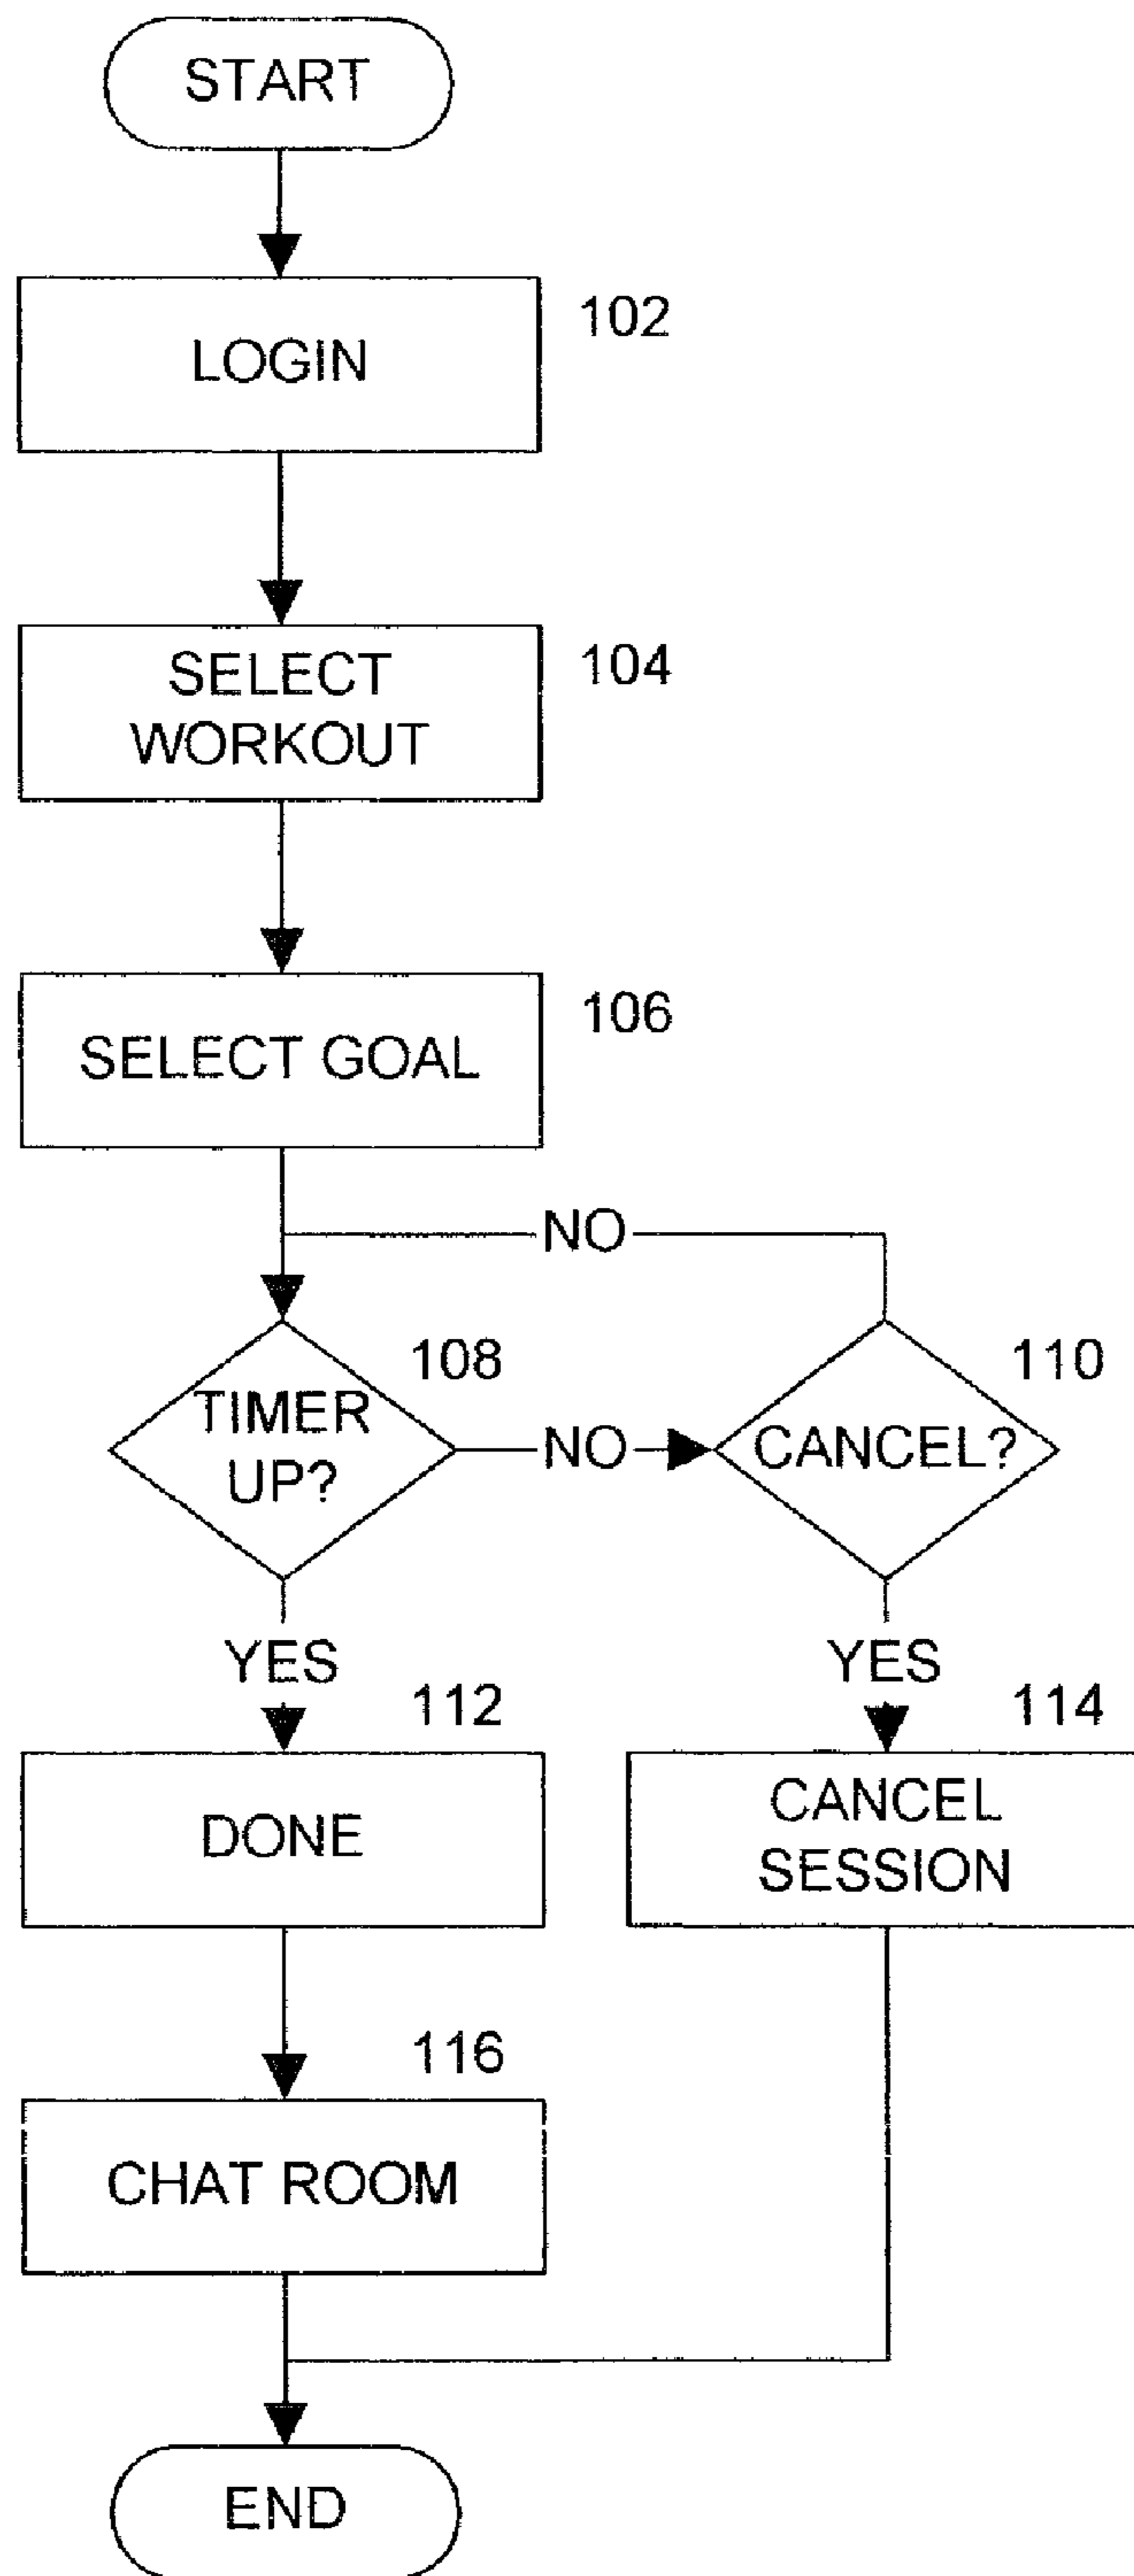 START
102
LOGIN
104
SELECT
WORKOUT
106
SELECT GOAL
NO
108
TIMER
UP?
NO
110
CANCEL?
YES
YES
112
DONE
114
CANCEL
SESSION
116
CHAT ROOM
END